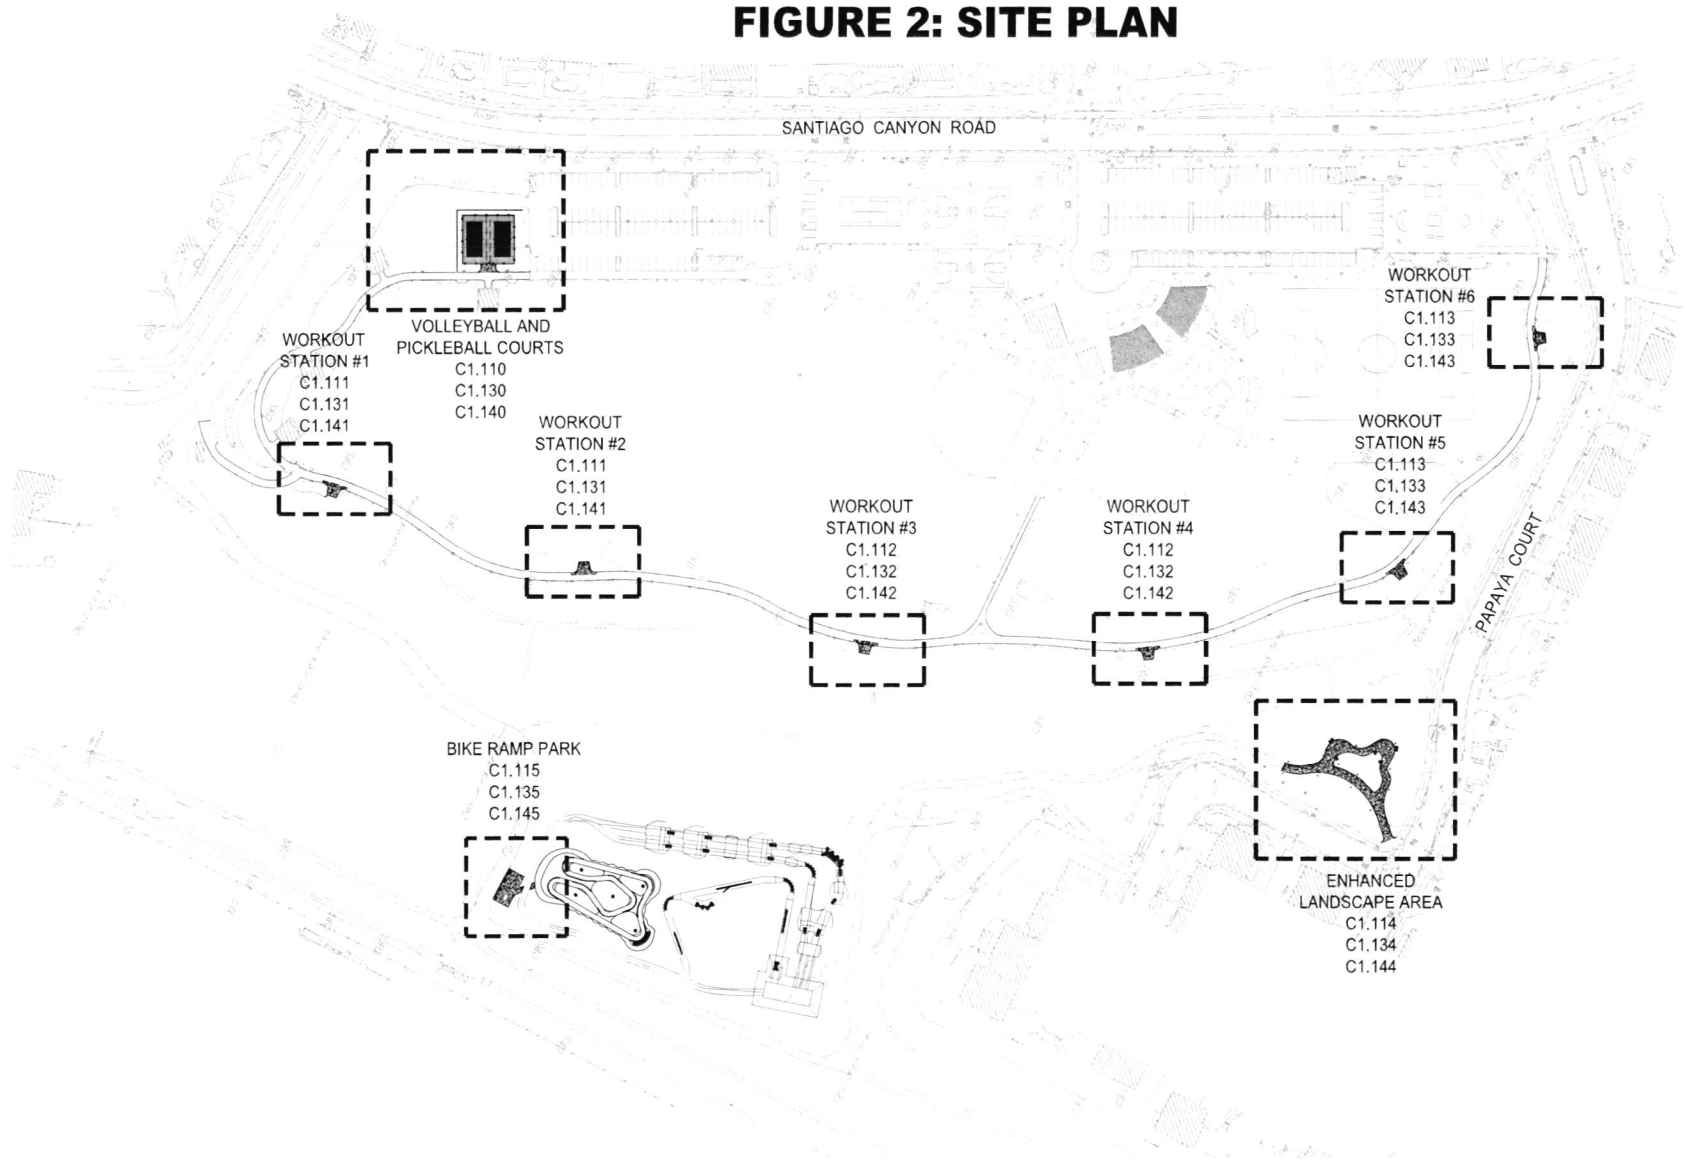 FIGURE 2: SITE PLAN
SANTIAGO CANYON ROAD
VOLLEYBALL AND
PICKLEBALL COURTS
C1.110
C1.130
C1.140
WORKOUT
STATION #1
C1.111
C1.131
C1.141
WORKOUT
STATION #2
C1.111
C1.131
C1.141
WORKOUT
STATION #3
C1.112
C1.132
C1.142
WORKOUT
STATION #4
C1.112
C1.132
C1.142
WORKOUT
STATION #5
C1.113
C1.133
C1.143
WORKOUT
STATION #6
C1.113
C1.133
C1.143
PAPAYA COURT
BIKE RAMP PARK
C1.115
C1.135
C1.145
ENHANCED
LANDSCAPE AREA
C1.114
C1.134
C1.144